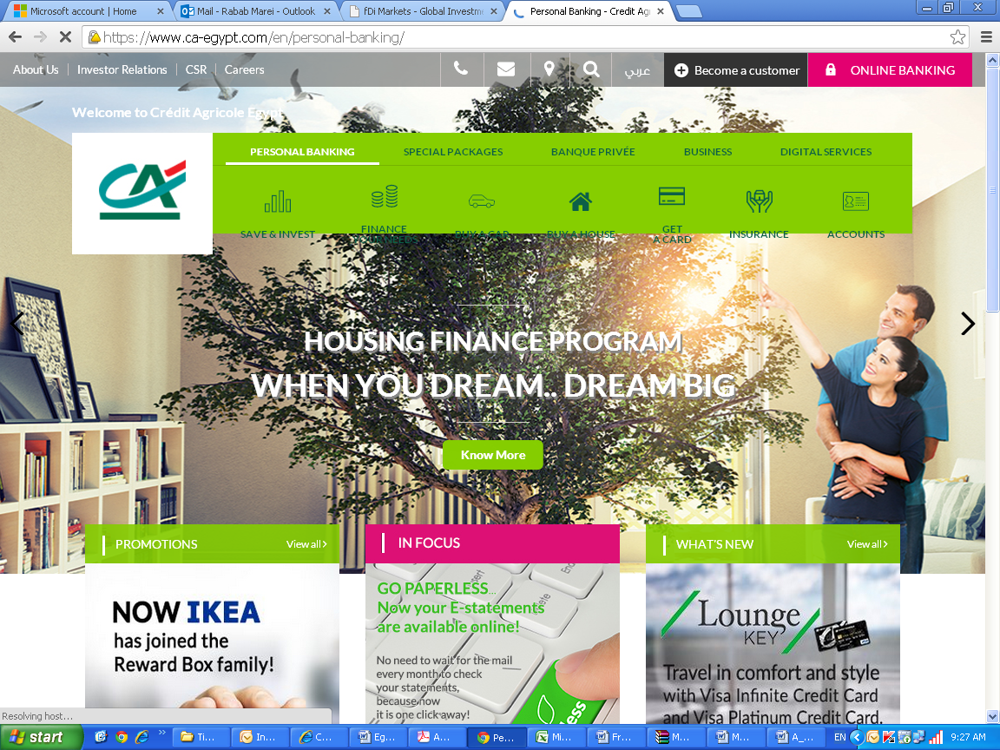 Microsoft account | Home
Mail - Rabab Marei - Outlook
fDi Markets - Global Investme
Personal Banking - Credit Ag
https://www.ca-egypt.com/en/personal-banking/
About Us
Investor Relations
CSR
Careers
عربي
Become a customer
ONLINE BANKING
Welcome to Crédit Agricole Egypt
CA
PERSONAL BANKING
SPECIAL PACKAGES
BANQUE PRIVÉE
BUSINESS
DIGITAL SERVICES
SAVE & INVEST
FINANCE
BUY A CAR
BUY A HOUSE
GET
A CARD
INSURANCE
ACCOUNTS
HOUSING FINANCE PROGRAM
WHEN YOU DREAM.. DREAM BIG
Know More
PROMOTIONS
View all
NOW IKEA
has joined the
Reward Box family!
IN FOCUS
GO PAPERLESS...
Now your E-statements
are available online!
No need to wait for the mail
every month to check
your statements,
because now
it is one click away!
WHAT'S NEW
View all
Lounge
KEY
Travel in comfort and style
with Visa Infinite Credit Card
and Visa Platinum Credit Card.
Resolving host...
start
Ti...
In...
C...
Eg...
A...
Pe...
Mi...
Fr...
M...
M...
A_...
EN
9:27 AM